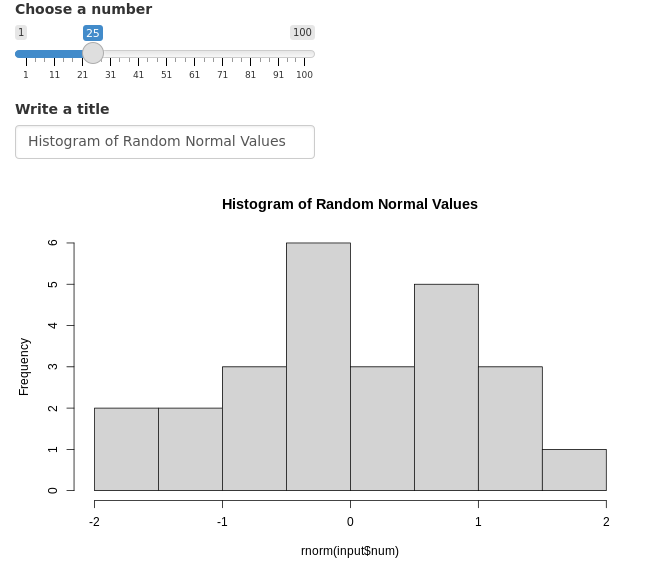 Choose a number
1 25 100
1 11 21 31 41 51 61 71 81 91 100
Write a title
Histogram of Random Normal Values
Histogram of Random Normal Values
6
5
4
3
2
1
0
Frequency
-2 -1 0 1 2
rnorm(input$num)